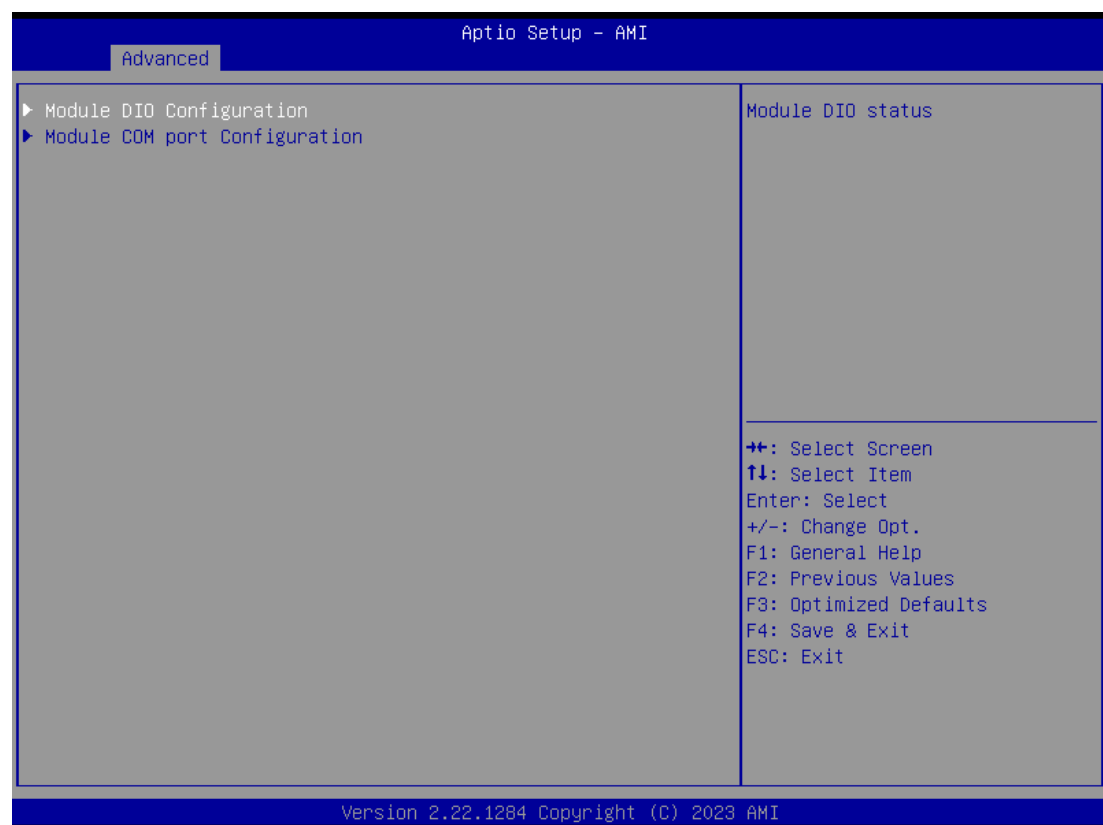 Aptio Setup – AMI
Advanced
▶ Module DIO Configuration
▶ Module COM port Configuration
Module DIO status
→←: Select Screen
↑↓: Select Item
Enter: Select
+/-: Change Opt.
F1: General Help
F2: Previous Values
F3: Optimized Defaults
F4: Save & Exit
ESC: Exit
Version 2.22.1284 Copyright (C) 2023 AMI